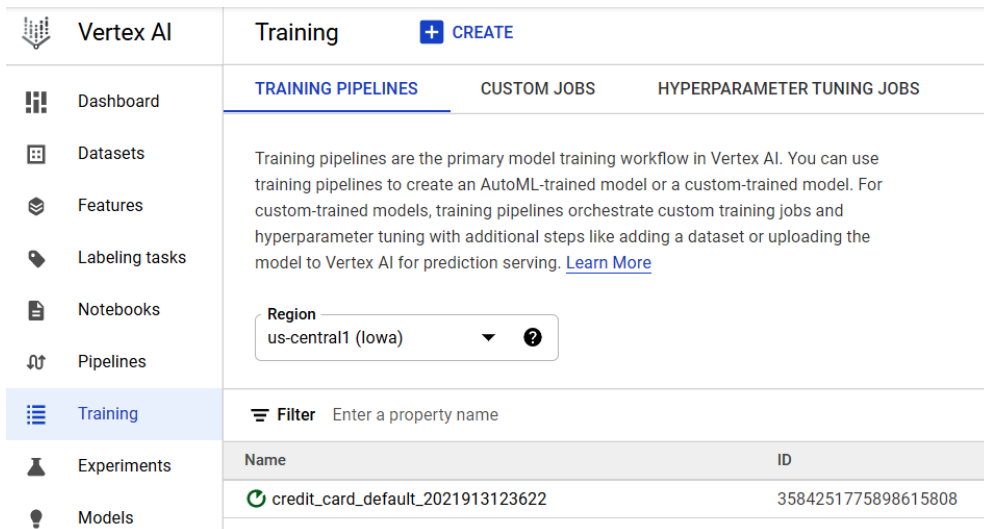 Vertex AI
Training
CREATE
Dashboard
Datasets
Features
Labeling tasks
Notebooks
Pipelines
Training
Experiments
Models
TRAINING PIPELINES
CUSTOM JOBS
HYPERPARAMETER TUNING JOBS
Training pipelines are the primary model training workflow in Vertex AI. You can use
training pipelines to create an AutoML-trained model or a custom-trained model. For
custom-trained models, training pipelines orchestrate custom training jobs and
hyperparameter tuning with additional steps like adding a dataset or uploading the
model to Vertex AI for prediction serving. Learn More
Region
us-central1 (Iowa)
Filter Enter a property name
Name ID
credit_card_default_2021913123622 3584251775898615808